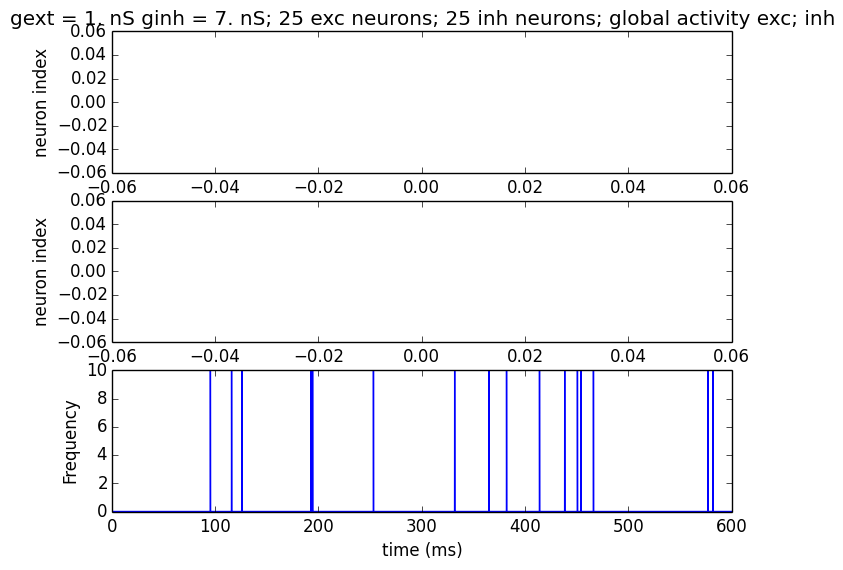 gext = 1. nS ginh = 7. nS; 25 exc neurons; 25 inh neurons; global activity exc; inh
0.06
0.04
0.02
0.00
−0.02
−0.04
−0.06
neuron index
−0.06 −0.04 −0.02 0.00 0.02 0.04 0.06
0.06
0.04
0.02
0.00
−0.02
−0.04
−0.06
neuron index
−0.06 −0.04 −0.02 0.00 0.02 0.04 0.06
10
8
6
4
2
0
Frequency
0 100 200 300 400 500 600
time (ms)